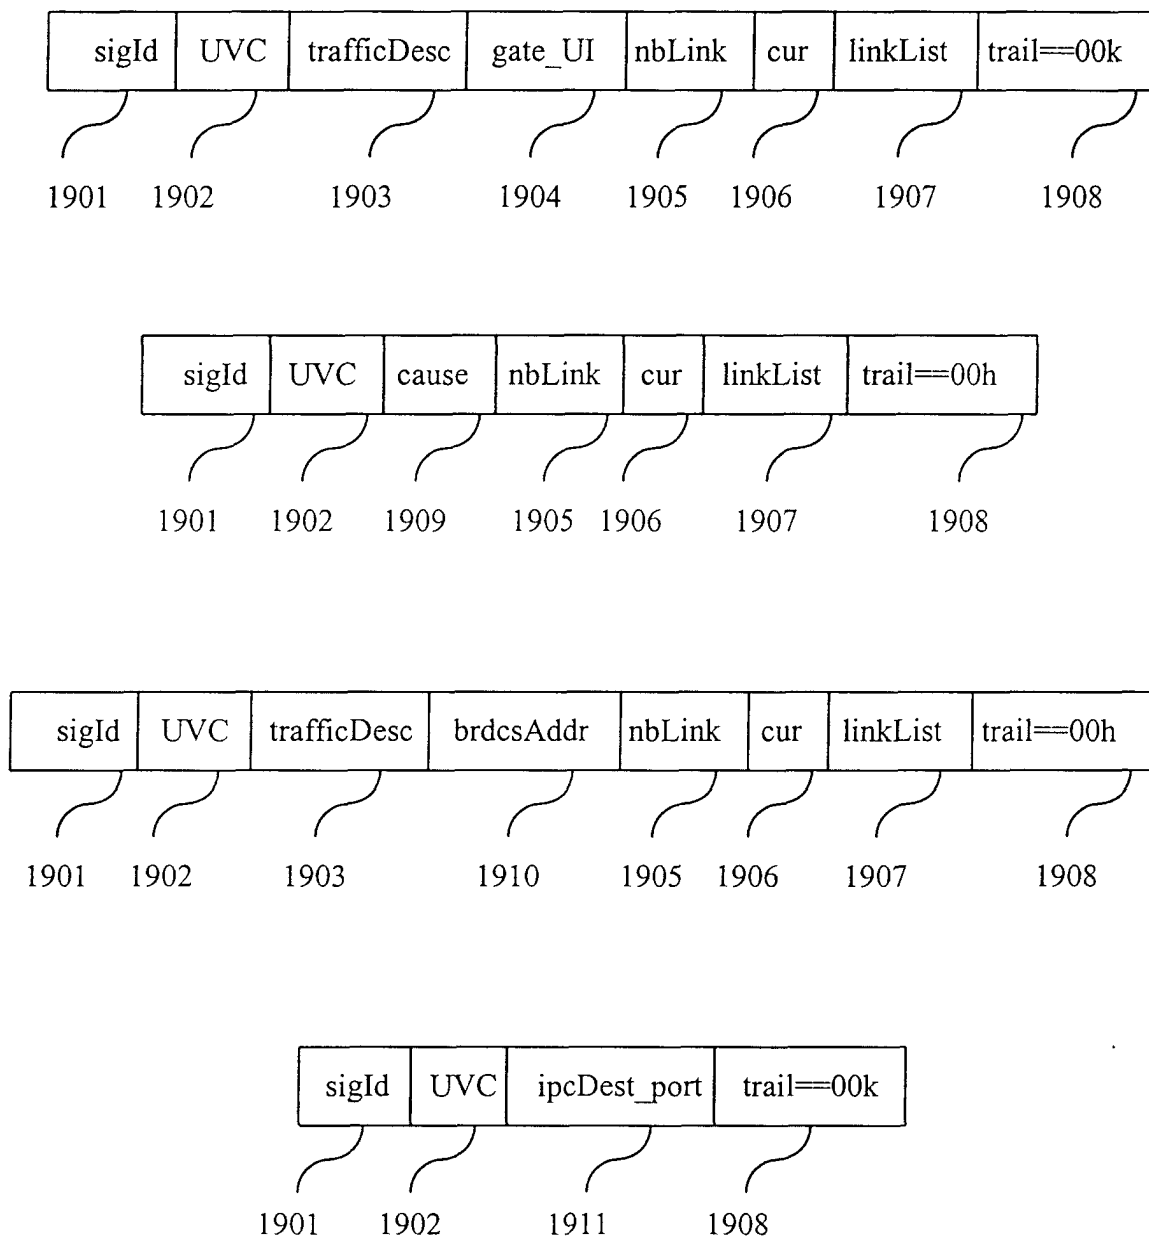 sigId UVC trafficDesc gate_UI nbLink cur linkList trail==00k
1901 1902 1903 1904 1905 1906 1907 1908
sigId UVC cause nbLink cur linkList trail==00h
1901 1902 1909 1905 1906 1907 1908
sigId UVC trafficDesc brdcsAddr nbLink cur linkList trail==00h
1901 1902 1903 1910 1905 1906 1907 1908
sigId UVC ipcDest_port trail==00k
1901 1902 1911 1908